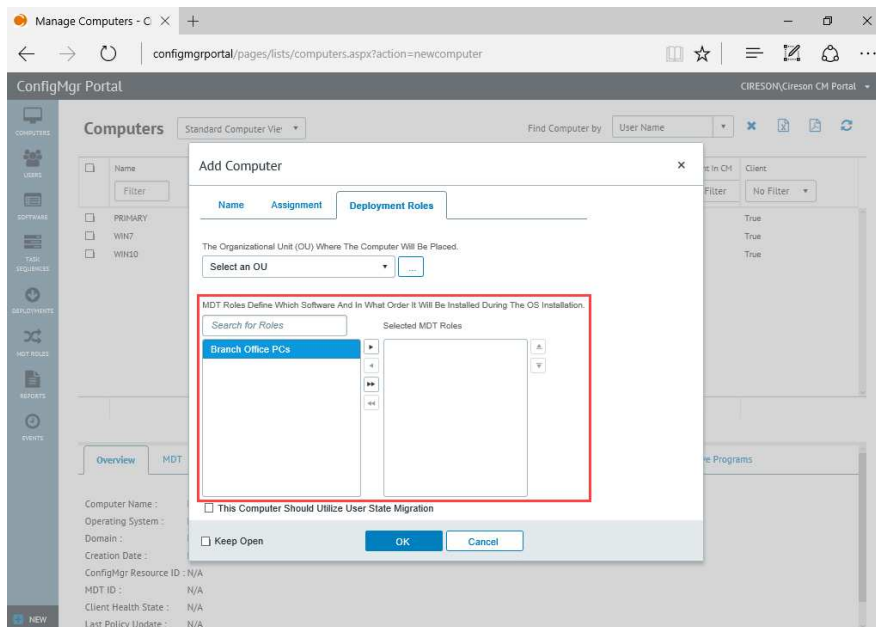 Manage Computers - C
configmgrportal/pages/lists/computers.aspx?action=newcomputer
ConfigMgr Portal
CIRESON\Cireson CM Portal
COMPUTERS
USERS
SOFTWARE
TASK SEQUENCES
DEPLOYMENTS
MDT ROLES
REPORTS
EVENTS
NEW
Computers
Standard Computer Vie
Find Computer by
User Name
Name
Filter
nt In CM
Filter
Client
No Filter
PRIMARY
True
WIN7
True
WIN10
True
Add Computer
Name
Assignment
Deployment Roles
The Organizational Unit (OU) Where The Computer Will Be Placed.
Select an OU
...
MDT Roles Define Which Software And In What Order It Will Be Installed During The OS Installation.
Search for Roles
Selected MDT Roles
Branch Office PCs
This Computer Should Utilize User State Migration
Keep Open
OK
Cancel
Overview
MDT
e Programs
Computer Name :
Operating System :
Domain :
Creation Date :
ConfigMgr Resource ID : N/A
MDT ID : N/A
Client Health State : N/A
Last Policy Update : N/A